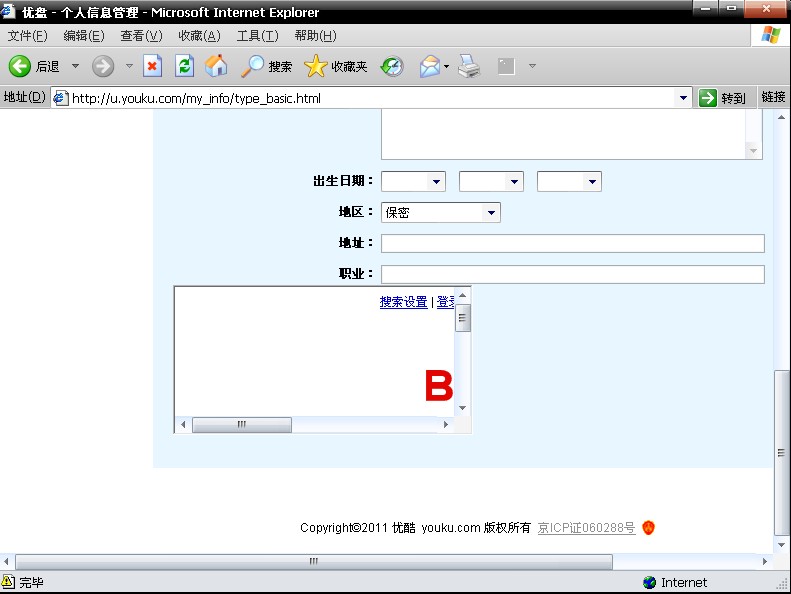 优盘 - 个人信息管理 - Microsoft Internet Explorer
文件(F) 编辑(E) 查看(V) 收藏(A) 工具(T) 帮助(H)
后退 搜索 收藏夹
地址(D) http://u.youku.com/my_info/type_basic.html 转到 链接
出生日期：
地区： 保密
地址：
职业：
搜索设置 | 登
B
Copyright©2011 优酷 youku.com 版权所有 京ICP证060288号
完毕 Internet